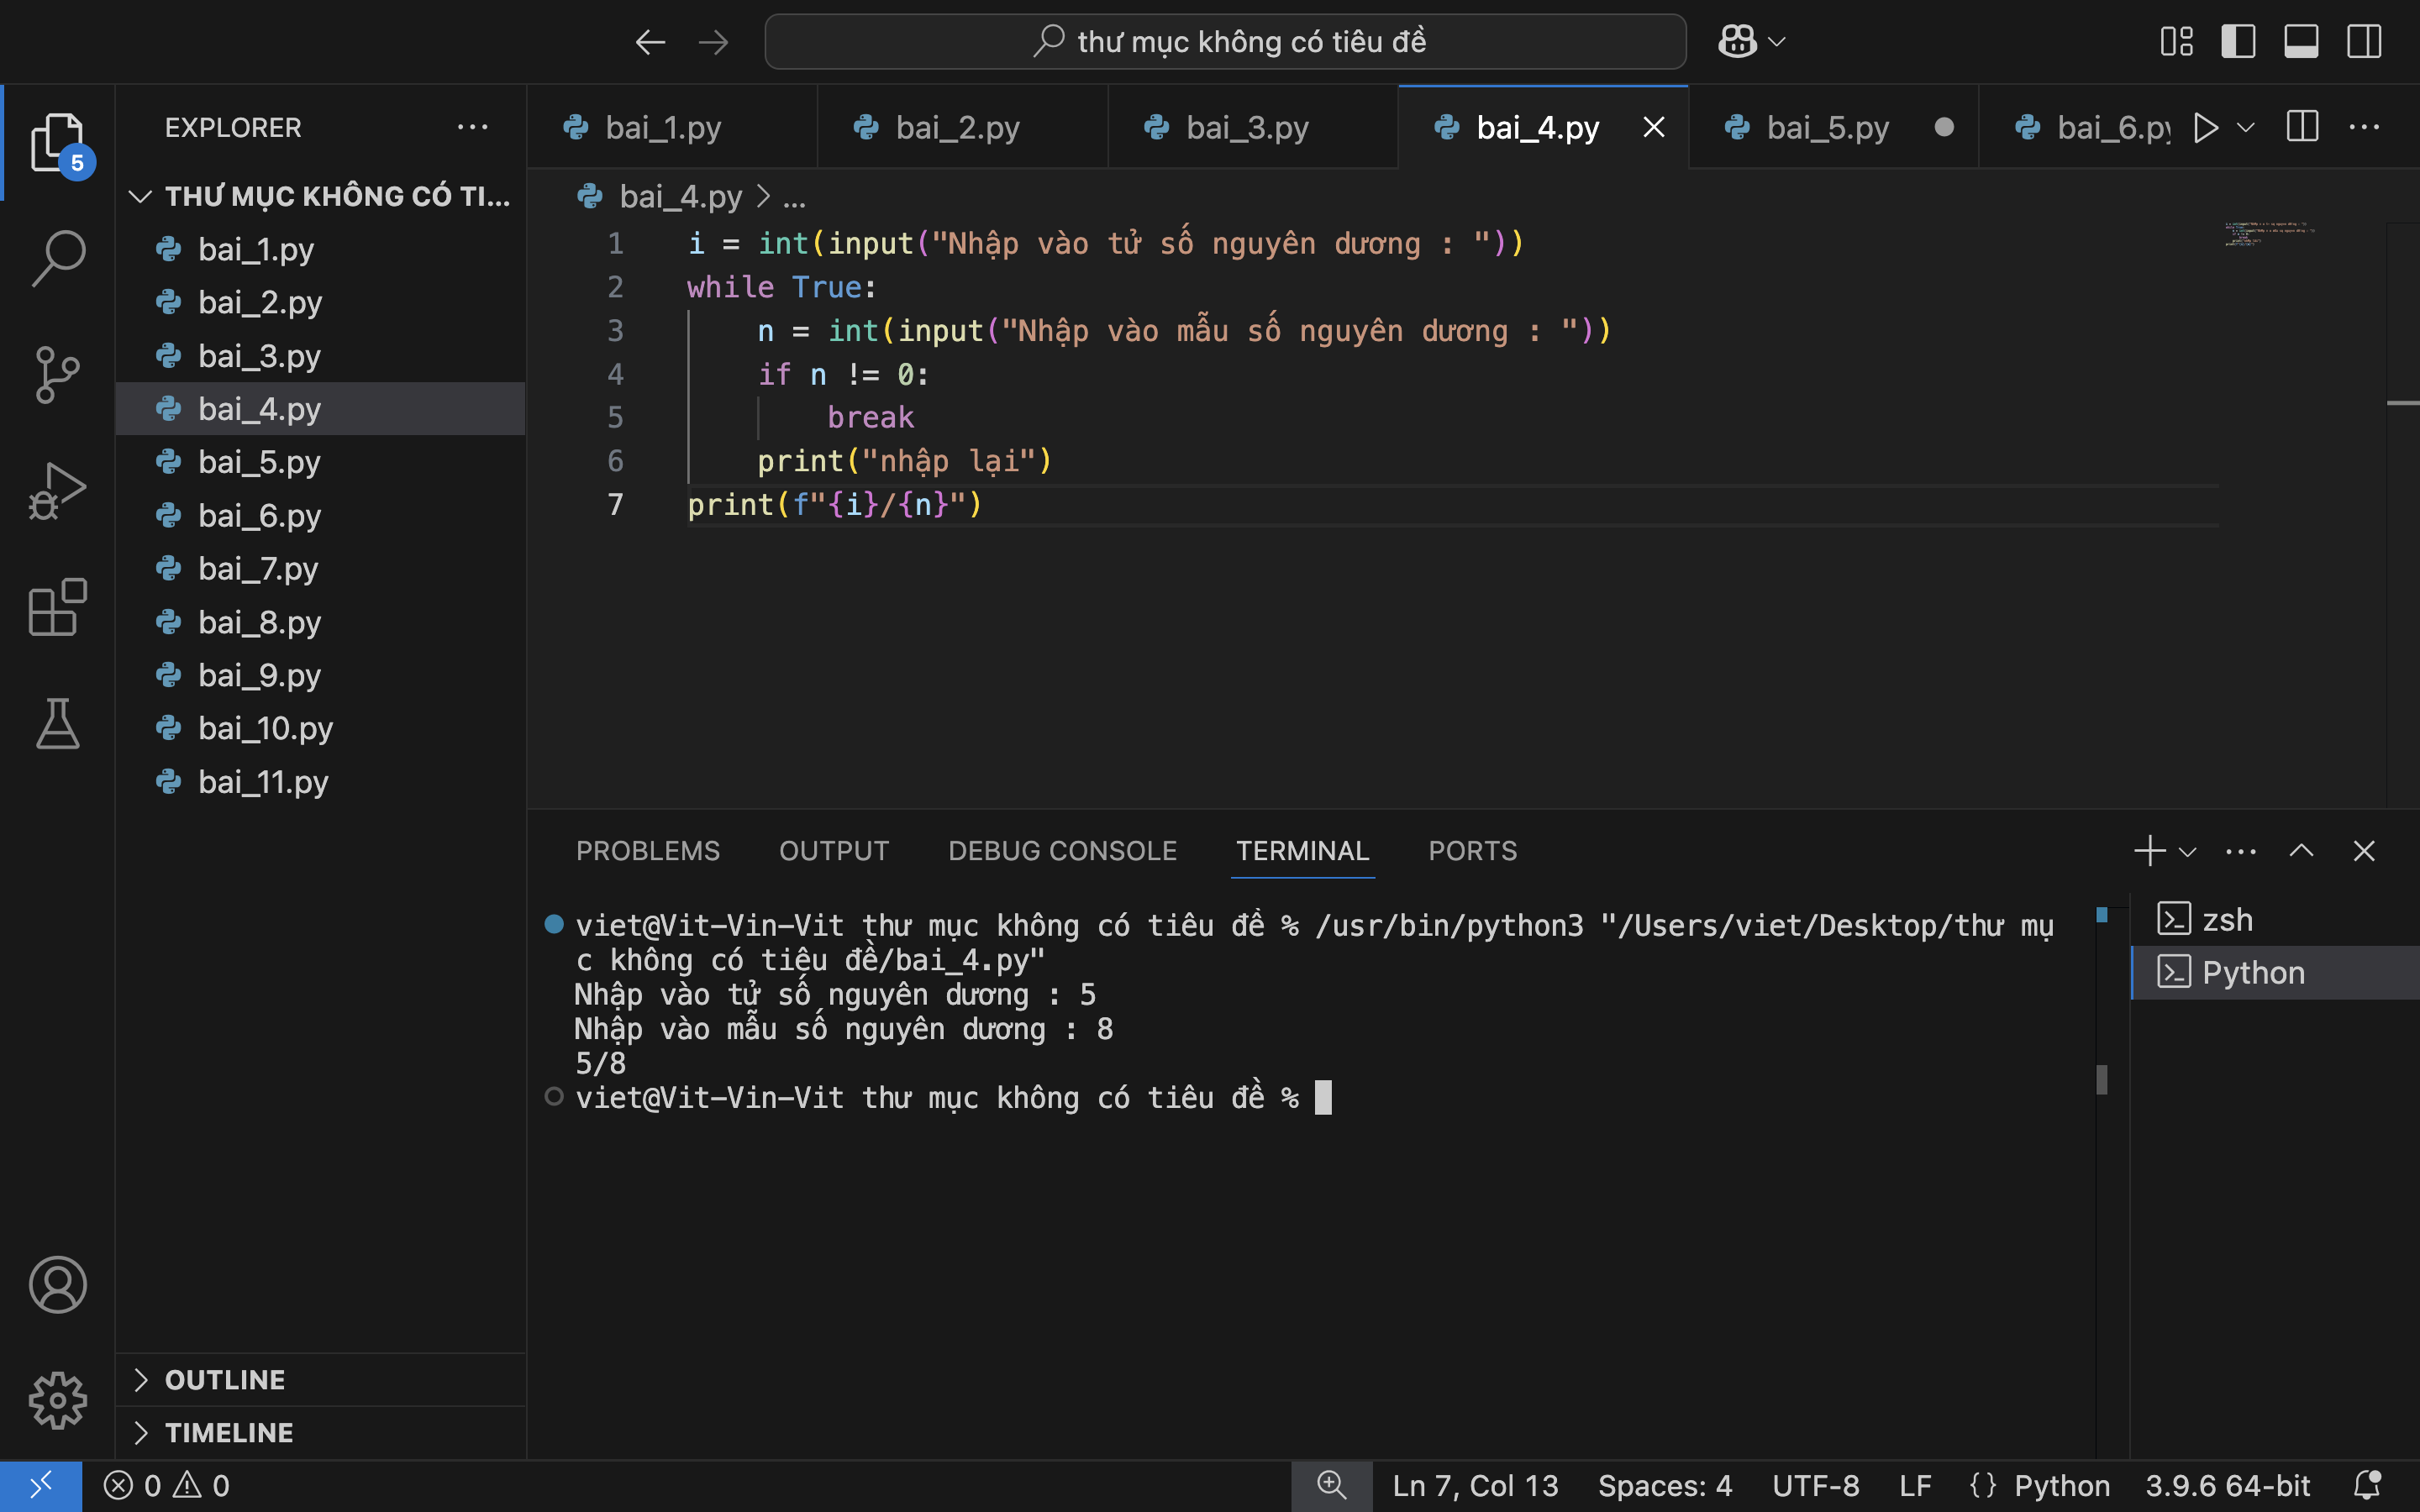 thư mục không có tiêu đề
EXPLORER
5
THƯ MỤC KHÔNG CÓ TI...
bai_1.py
bai_2.py
bai_3.py
bai_4.py
bai_5.py
bai_6.py
bai_7.py
bai_8.py
bai_9.py
bai_10.py
bai_11.py
OUTLINE
TIMELINE
bai_1.py bai_2.py bai_3.py bai_4.py bai_5.py bai_6.py
bai_4.py > ...
1 i = int(input("Nhập vào tử số nguyên dương : "))
2 while True:
3     n = int(input("Nhập vào mẫu số nguyên dương : "))
4     if n != 0:
5         break
6     print("nhập lại")
7 print(f"{i}/{n}")
PROBLEMS OUTPUT DEBUG CONSOLE TERMINAL PORTS
viet@Vit-Vin-Vit thư mục không có tiêu đề % /usr/bin/python3 "/Users/viet/Desktop/thư mụ
c không có tiêu đề/bai_4.py"
Nhập vào tử số nguyên dương : 5
Nhập vào mẫu số nguyên dương : 8
5/8
viet@Vit-Vin-Vit thư mục không có tiêu đề %
zsh
Python
0 0 Ln 7, Col 13 Spaces: 4 UTF-8 LF {} Python 3.9.6 64-bit